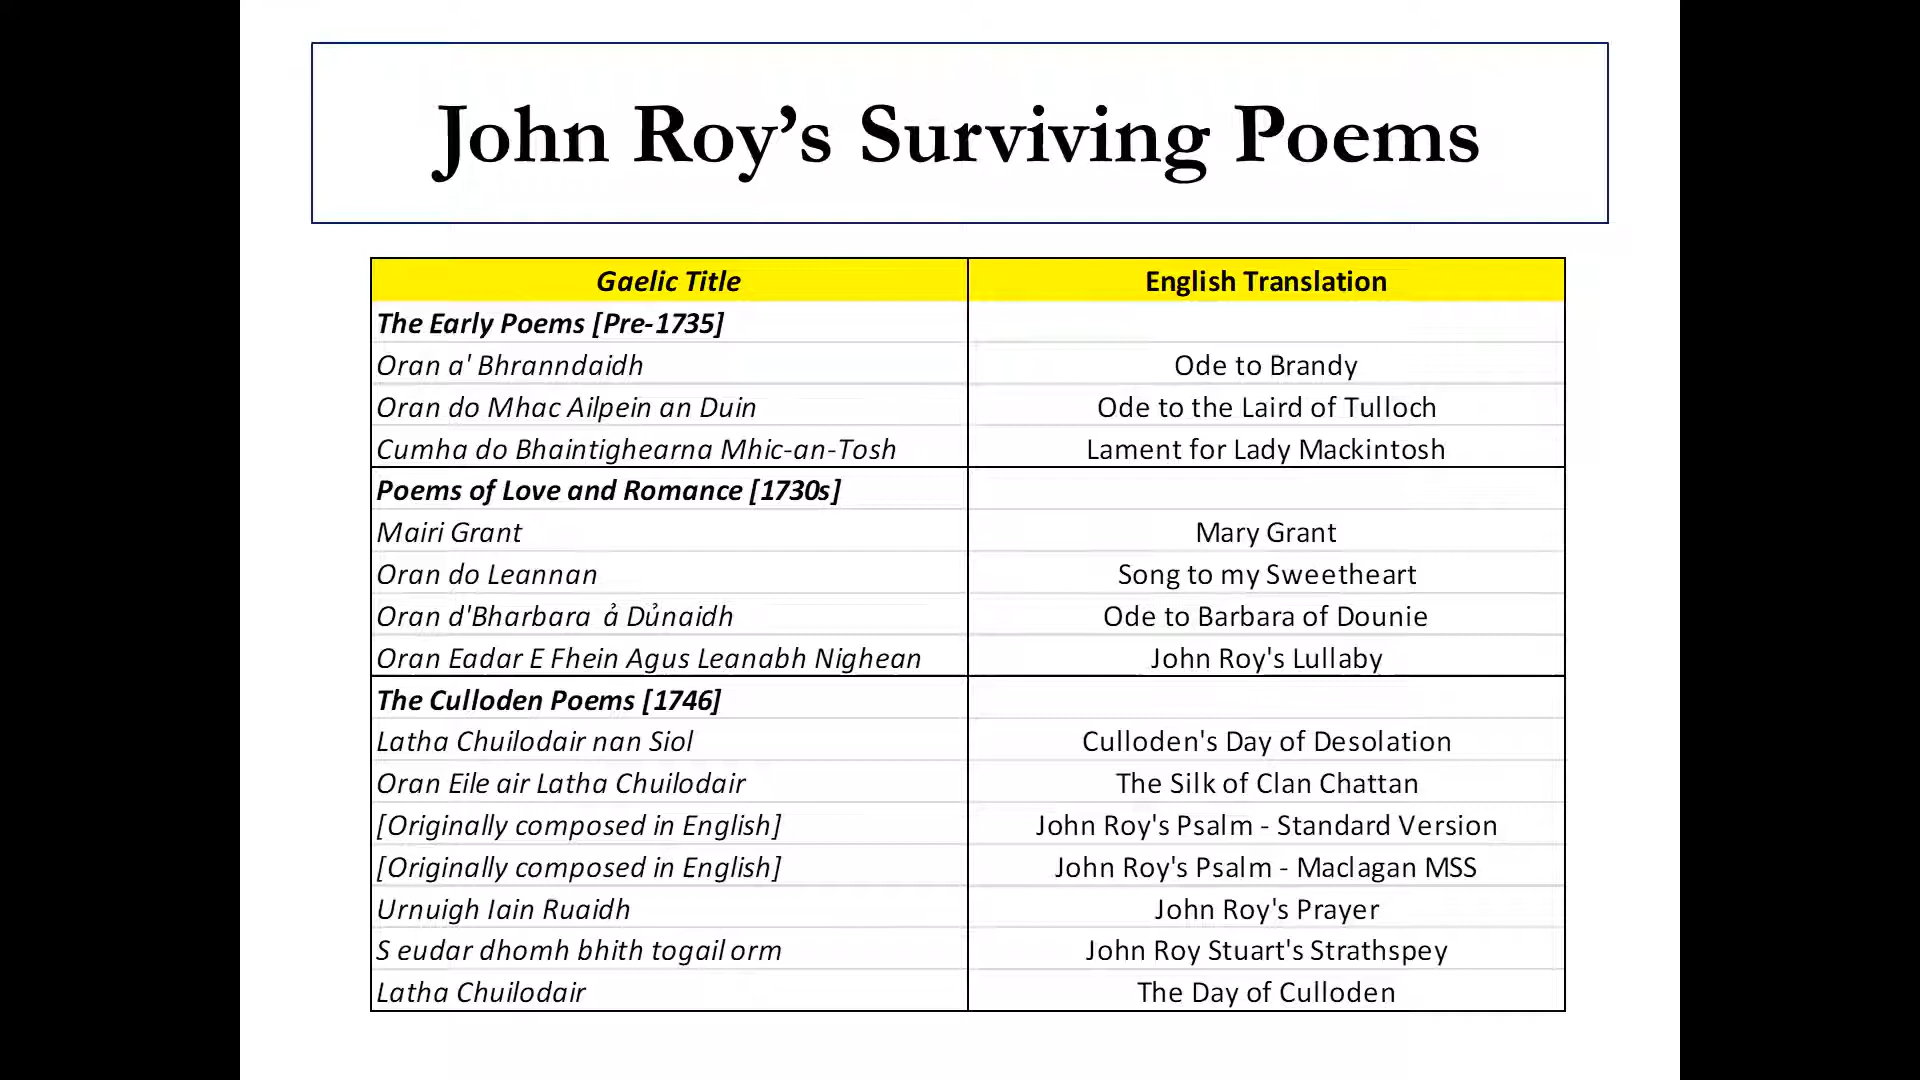 John Roy’s Surviving Poems
Gaelic Title English Translation
The Early Poems [Pre-1735]
Oran a' Bhranndaidh Ode to Brandy
Oran do Mhac Ailpein an Duin Ode to the Laird of Tulloch
Cumha do Bhaintighearna Mhic-an-Tosh Lament for Lady Mackintosh
Poems of Love and Romance [1730s]
Mairi Grant Mary Grant
Oran do Leannan Song to my Sweetheart
Oran d'Bharbara ả Dủnaidh Ode to Barbara of Dounie
Oran Eadar E Fhein Agus Leanabh Nighean John Roy's Lullaby
The Culloden Poems [1746]
Latha Chuilodair nan Siol Culloden's Day of Desolation
Oran Eile air Latha Chuilodair The Silk of Clan Chattan
[Originally composed in English] John Roy's Psalm - Standard Version
[Originally composed in English] John Roy's Psalm - Maclagan MSS
Urnuigh Iain Ruaidh John Roy's Prayer
S eudar dhomh bhith togail orm John Roy Stuart's Strathspey
Latha Chuilodair The Day of Culloden